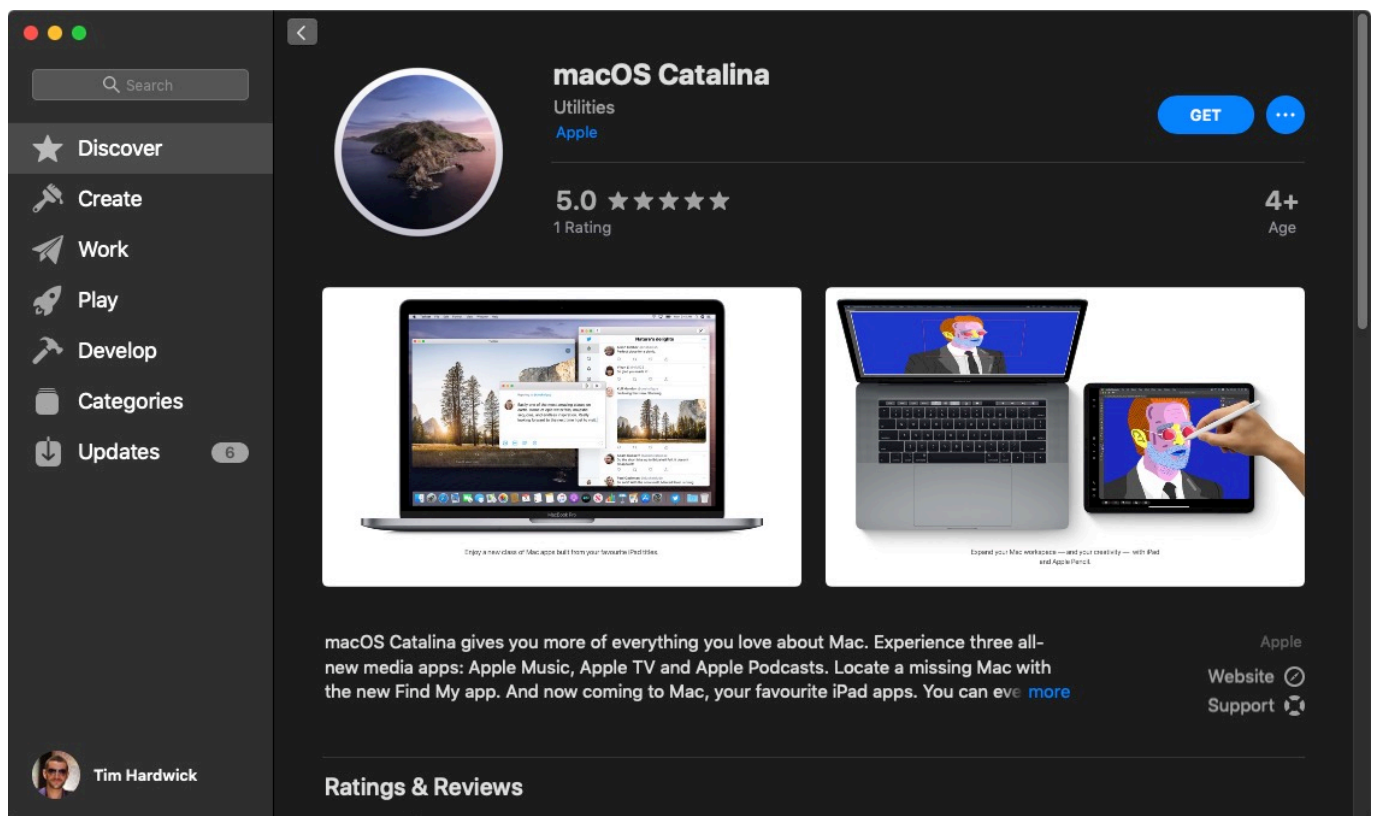 Search
Discover
Create
Work
Play
Develop
Categories
Updates 6
Tim Hardwick
macOS Catalina
Utilities
Apple
GET
5.0
1 Rating
4+
Age
Nature's delights
MacBook Pro
Enjoy a new class of Mac apps built from your favourite iPad titles.
Expand your Mac workspace — and your creativity — with iPad
and Apple Pencil.
macOS Catalina gives you more of everything you love about Mac. Experience three all-
new media apps: Apple Music, Apple TV and Apple Podcasts. Locate a missing Mac with
the new Find My app. And now coming to Mac, your favourite iPad apps. You can eve more
Apple
Website
Support
Ratings & Reviews